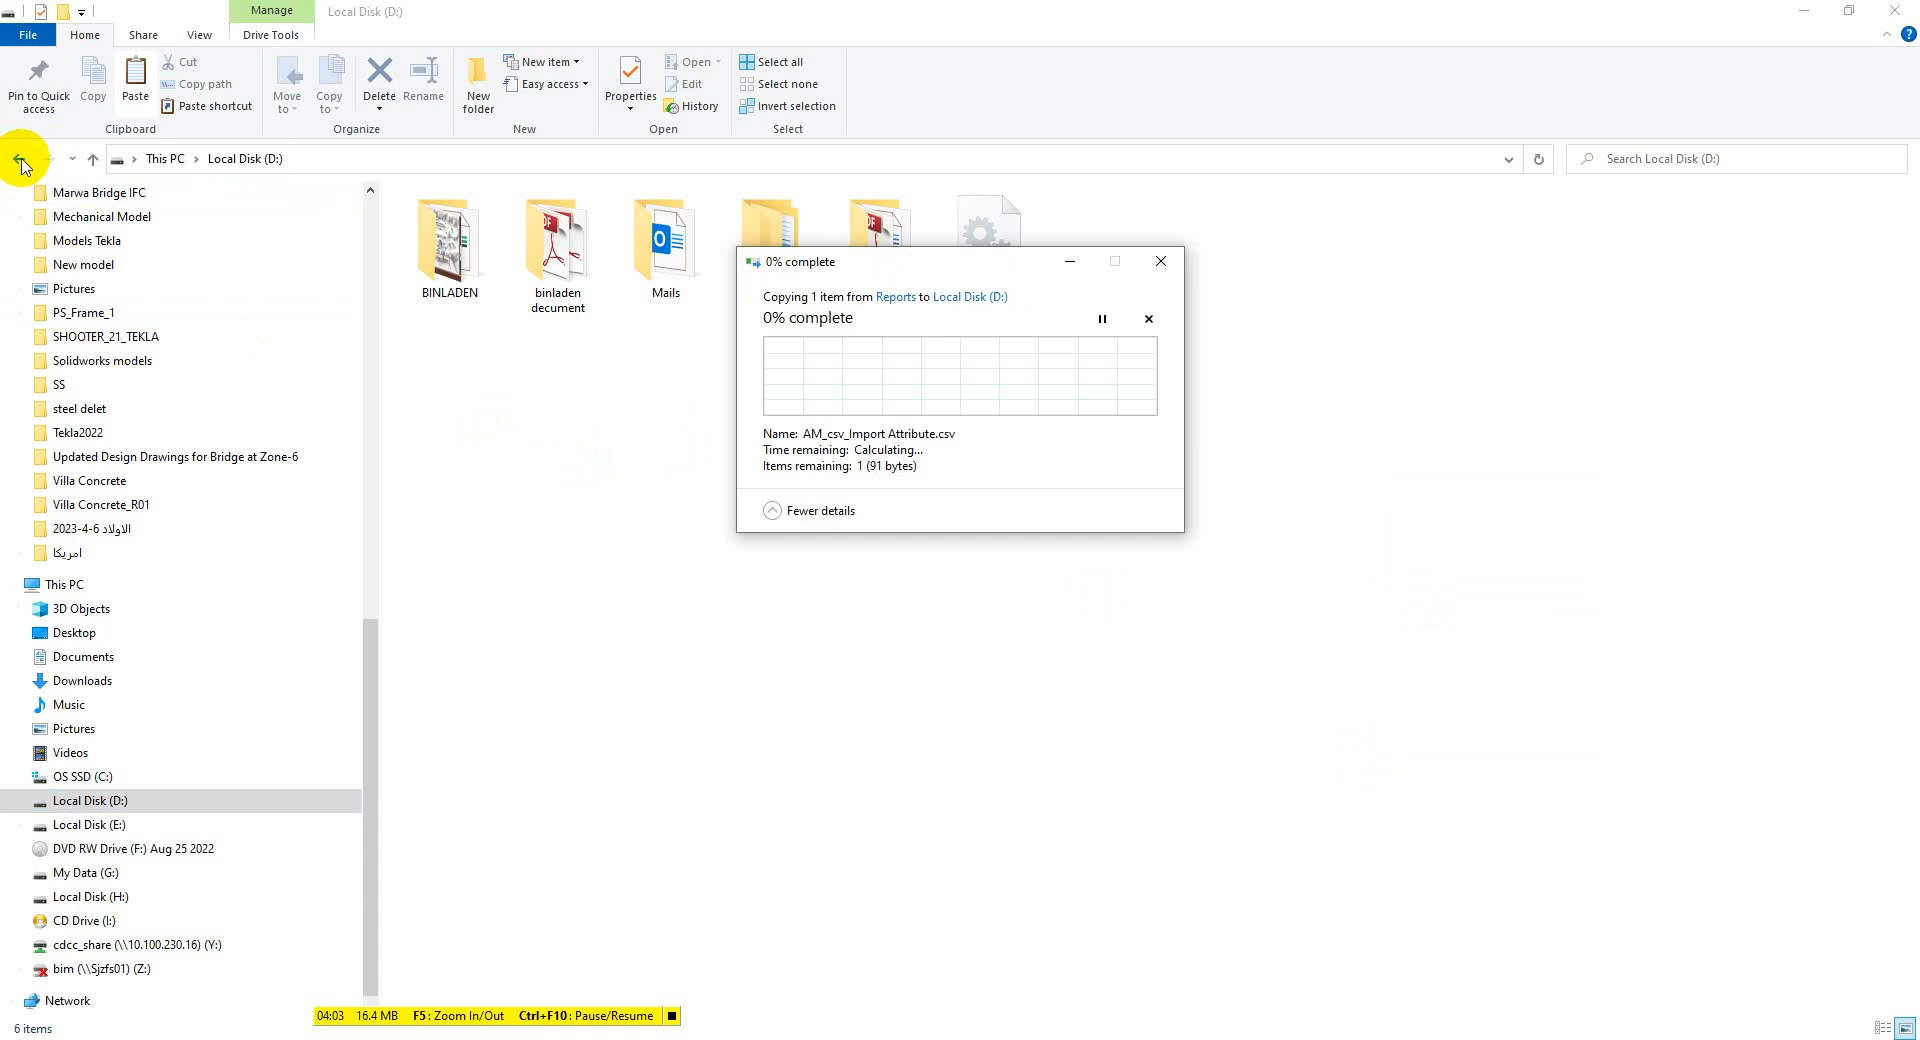 Manage
Local Disk (D:)
File
Home
Share
View
Drive Tools
Pin to Quick access
Copy
Paste
Cut
Copy path
Paste shortcut
Clipboard
Move to
Copy to
Delete
Rename
Organize
New folder
New item
Easy access
New
Properties
Open
Edit
History
Open
Select all
Select none
Invert selection
Select
This PC
Local Disk (D:)
Search Local Disk (D:)
Marwa Bridge IFC
Mechanical Model
Models Tekla
New model
Pictures
PS_Frame_1
SHOOTER_21_TEKLA
Solidworks models
SS
steel delet
Tekla2022
Updated Design Drawings for Bridge at Zone-6
Villa Concrete
Villa Concrete_R01
الاولاد 6-4-2023
امريكا
This PC
3D Objects
Desktop
Documents
Downloads
Music
Pictures
Videos
OS SSD (C:)
Local Disk (D:)
Local Disk (E:)
DVD RW Drive (F:) Aug 25 2022
My Data (G:)
Local Disk (H:)
CD Drive (I:)
cdcc_share (\\10.100.230.16) (Y:)
bim (\\Sjzfs01) (Z:)
Network
6 items
BINLADEN
binladen
decument
Mails
0% complete
Copying 1 item from Reports to Local Disk (D:)
0% complete
Name: AM_csv_Import Attribute.csv
Time remaining: Calculating...
Items remaining: 1 (91 bytes)
Fewer details
04:03 16.4 MB F5: Zoom In/Out Ctrl+F10: Pause/Resume